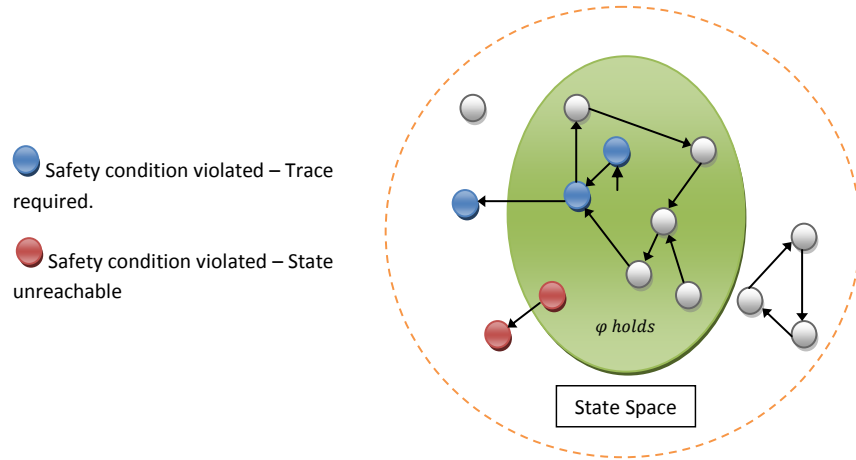 Safety condition violated – Trace
required.
Safety condition violated – State
unreachable
φ holds
State Space